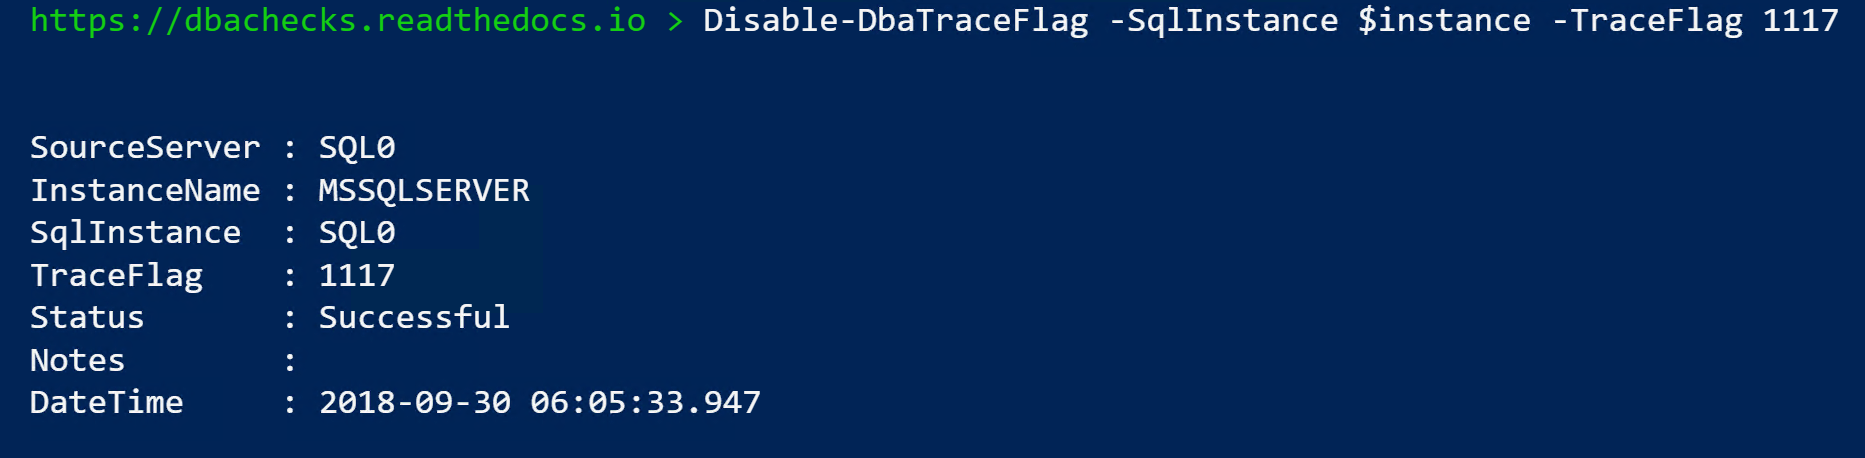 https://dbachecks.readthedocs.io > Disable-DbaTraceFlag -SqlInstance $instance -TraceFlag 1117
SourceServer : SQL0
InstanceName : MSSQLSERVER
SqlInstance  : SQL0
TraceFlag    : 1117
Status       : Successful
Notes        :
DateTime     : 2018-09-30 06:05:33.947